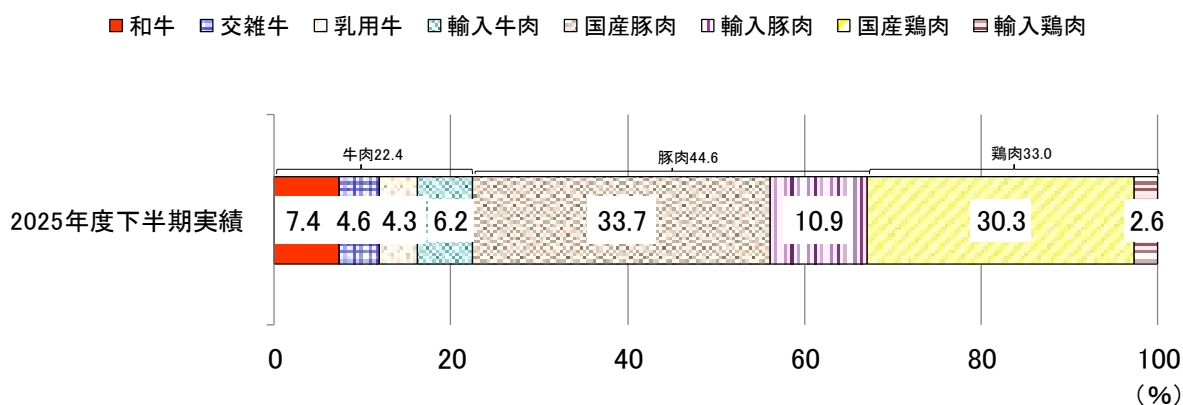 和牛 交雑牛 乳用牛 輸入牛肉 国産豚肉 輸入豚肉 国産鶏肉 輸入鶏肉
牛肉22.4 豚肉44.6 鶏肉33.0
2025年度下半期実績 7.4 4.6 4.3 6.2 33.7 10.9 30.3 2.6
0 20 40 60 80 100
（%）